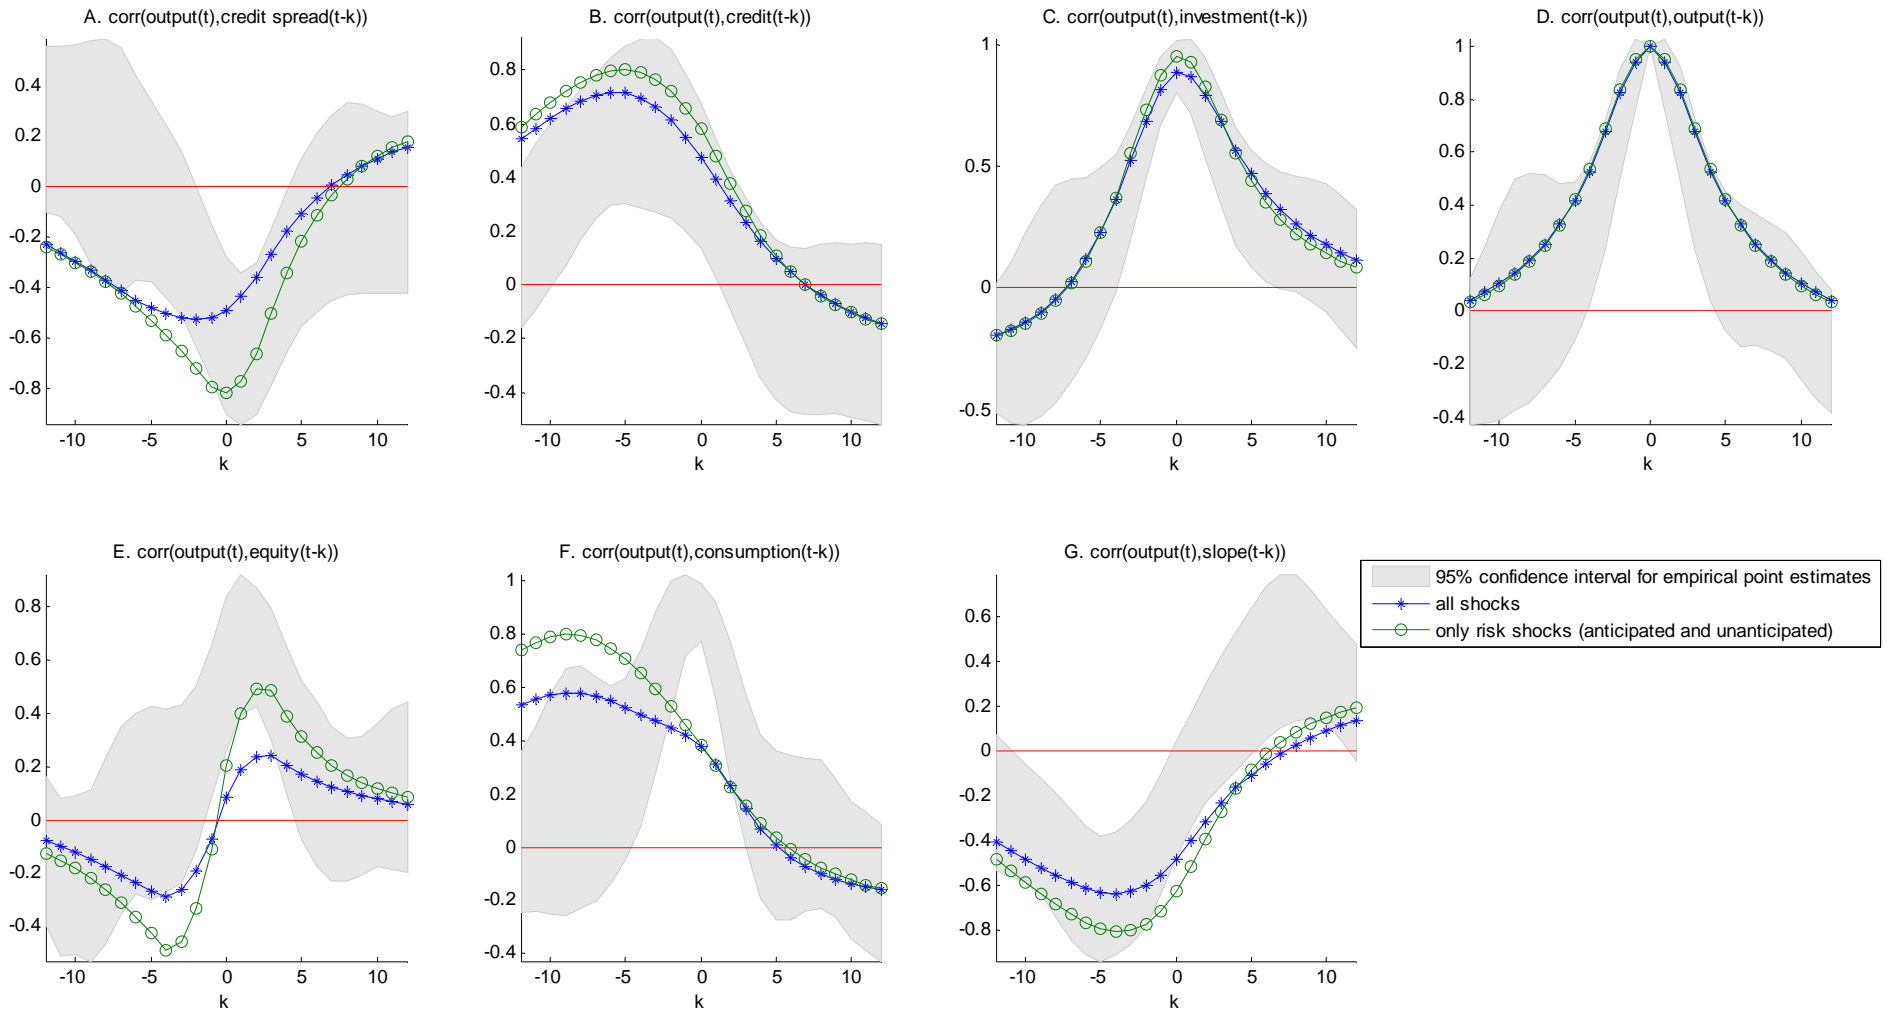 A. corr(output(t),credit spread(t-k))
0.4
0.2
0
-0.2
-0.4
-0.6
-0.8
-10 -5 0 5 10
k
B. corr(output(t),credit(t-k))
0.8
0.6
0.4
0.2
0
-0.2
-0.4
-10 -5 0 5 10
k
C. corr(output(t),investment(t-k))
1
0.5
0
-0.5
-10 -5 0 5 10
k
D. corr(output(t),output(t-k))
1
0.8
0.6
0.4
0.2
0
-0.2
-0.4
-10 -5 0 5 10
k
E. corr(output(t),equity(t-k))
0.8
0.6
0.4
0.2
0
-0.2
-0.4
-10 -5 0 5 10
k
F. corr(output(t),consumption(t-k))
1
0.8
0.6
0.4
0.2
0
-0.2
-0.4
-10 -5 0 5 10
k
G. corr(output(t),slope(t-k))
0.6
0.4
0.2
0
-0.2
-0.4
-0.6
-0.8
-10 -5 0 5 10
k
95% confidence interval for empirical point estimates
all shocks
only risk shocks (anticipated and unanticipated)